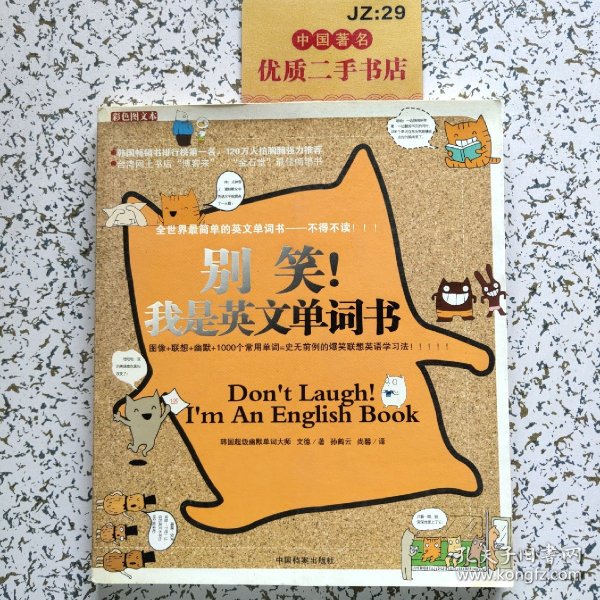 JZ:29
中国著名
优质二手书店
彩色图文本
韩国畅销书排行榜第一名，120万人拍胸脯强力推荐
台湾网上书店“博客来”、“金石堂”最佳销售书
全世界最简单的英文单词书——不得不读！！！
别 笑！
我是英文单词书
图像+联想+幽默+1000个常用单词=史无前例的爆笑联想英语学习法！！！！！
Don't Laugh!
I'm An English Book
韩国超级幽默单词大师 文德／著 孙鹤云 尚馨／译
中国档案出版社
孔夫子旧书网
www.kongfz.com